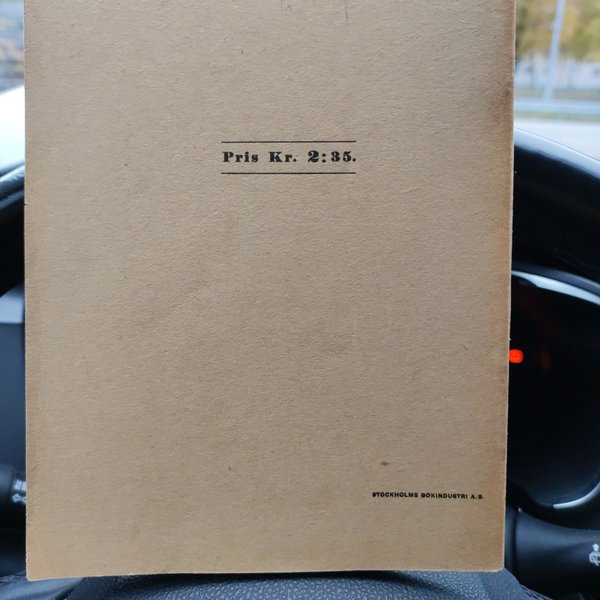 Pris Kr. 2:35.
STOCKHOLMS BOKINDUSTRI A.B.